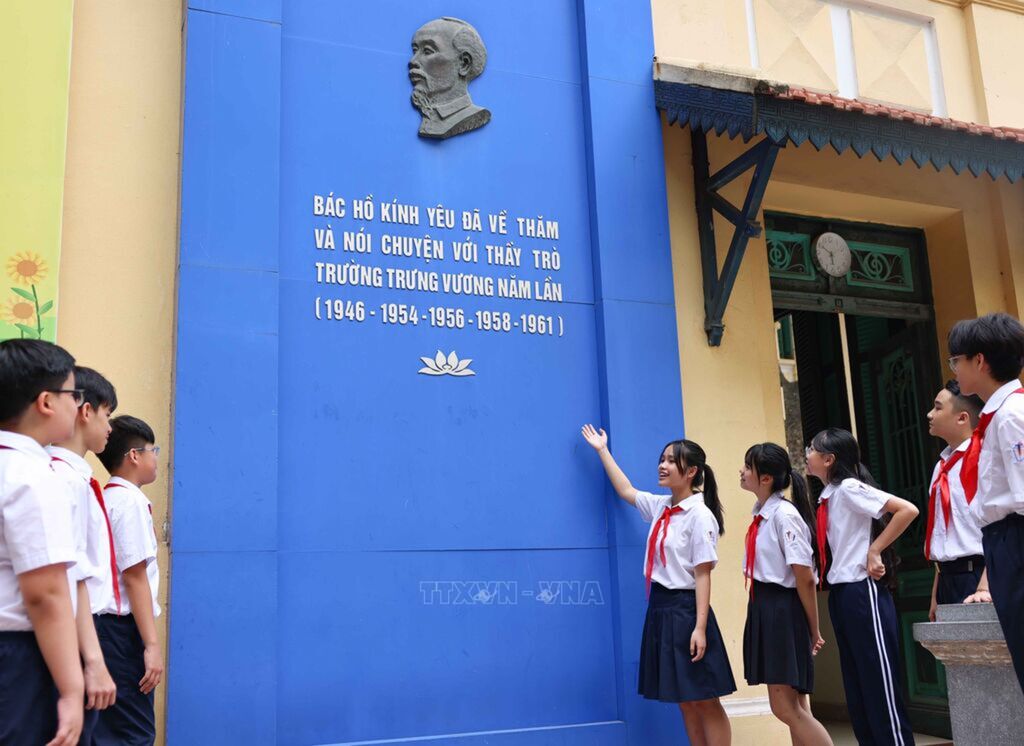 BÁC HỒ KÍNH YÊU ĐÃ VỀ THĂM
VÀ NÓI CHUYỆN VỚI THẦY TRÒ
TRƯỜNG TRƯNG VƯƠNG NĂM LẦN
(1946 - 1954 - 1956 - 1958 - 1961)
TTXVN - VNA